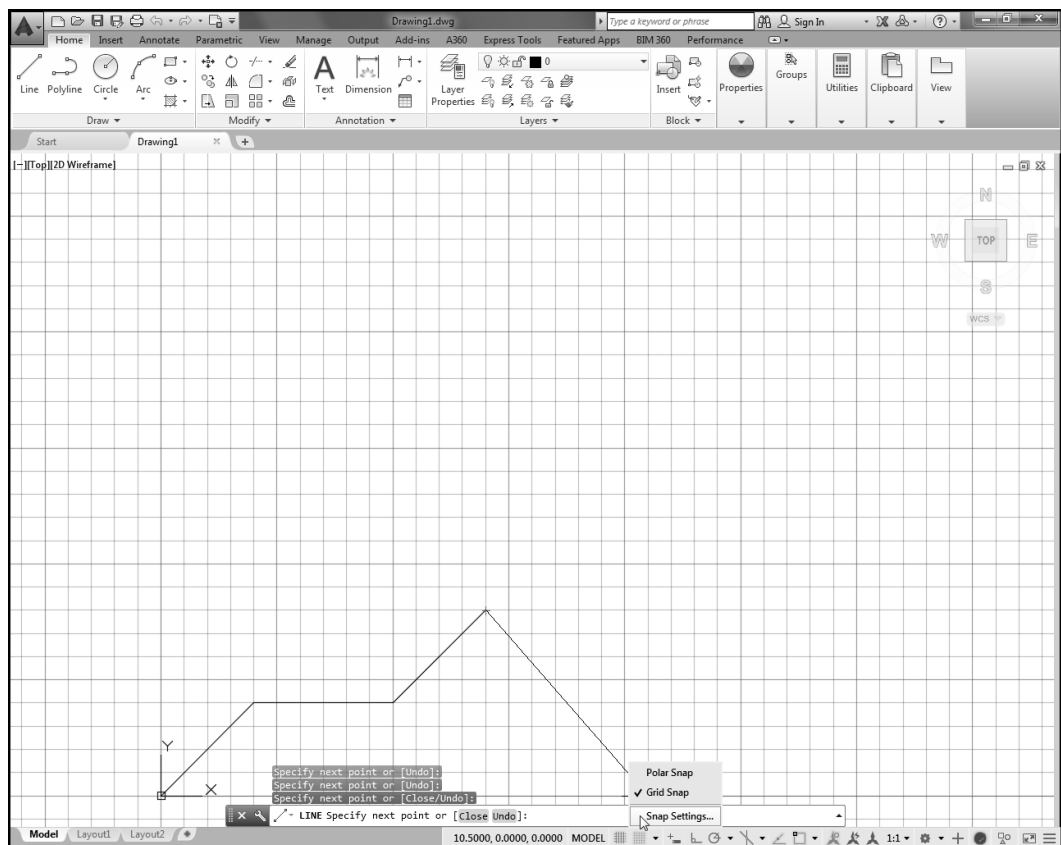 Drawing1.dwg
Type a keyword or phrase
Sign In
Home Insert Annotate Parametric View Manage Output Add-ins A360 Express Tools Featured Apps BIM 360 Performance
0
Line Polyline Circle Arc Text Dimension Layer Properties Insert Properties Groups Utilities Clipboard View
Draw Modify Annotation Layers Block
Start Drawing1
[−][Top][2D Wireframe]
N
W TOP E
S
WCS
Y
X
Specify next point or [Undo]:
Specify next point or [Undo]:
Specify next point or [Close/Undo]:
LINE Specify next point or [Close Undo]:
Polar Snap
Grid Snap
Snap Settings...
Model Layout1 Layout2
10.5000, 0.0000, 0.0000 MODEL 1:1